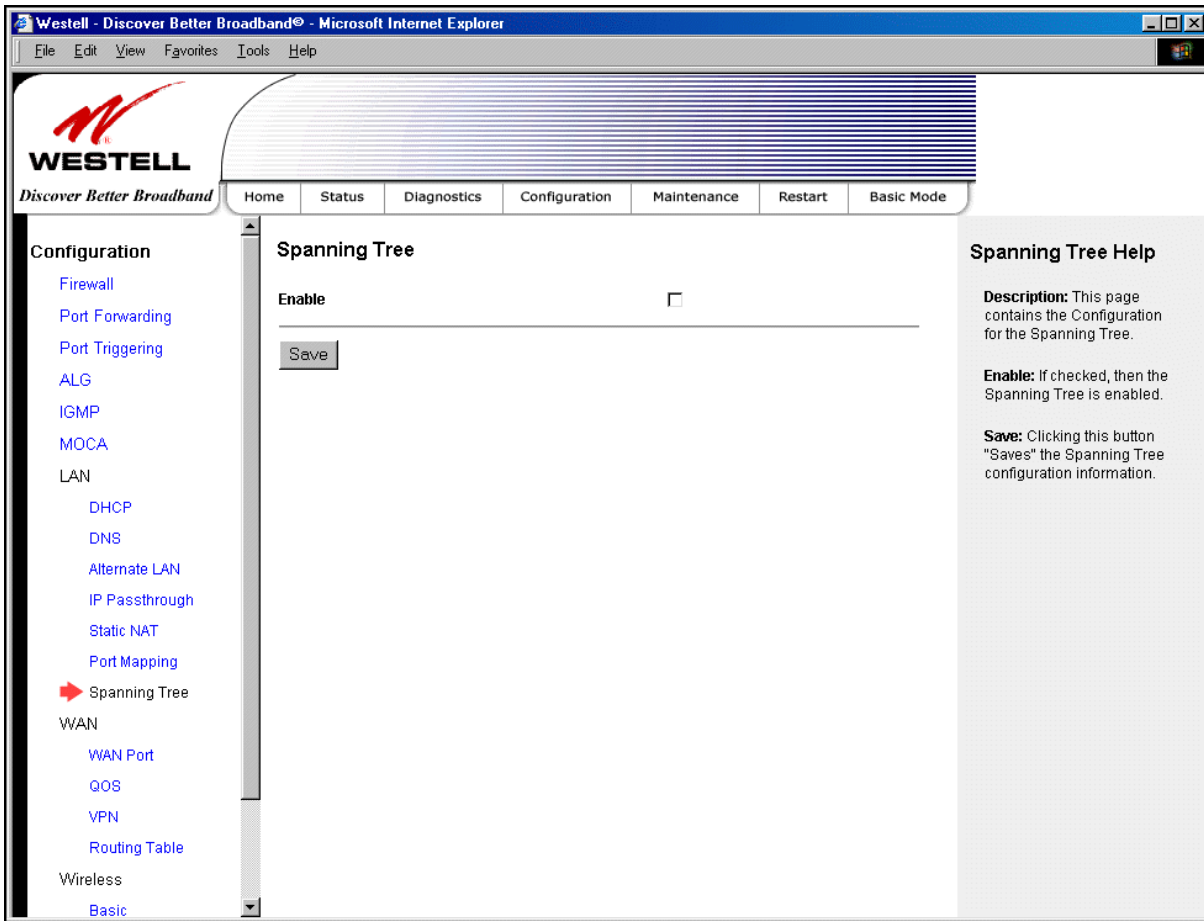 Westell - Discover Better Broadband® - Microsoft Internet Explorer
File Edit View Favorites Tools Help
WESTELL
Discover Better Broadband
Home Status Diagnostics Configuration Maintenance Restart Basic Mode
Configuration
Firewall
Port Forwarding
Port Triggering
ALG
IGMP
MOCA
LAN
DHCP
DNS
Alternate LAN
IP Passthrough
Static NAT
Port Mapping
Spanning Tree
WAN
WAN Port
QOS
VPN
Routing Table
Wireless
Basic
Spanning Tree
Enable
Save
Spanning Tree Help
Description: This page
contains the Configuration
for the Spanning Tree.
Enable: If checked, then the
Spanning Tree is enabled.
Save: Clicking this button
"Saves" the Spanning Tree
configuration information.